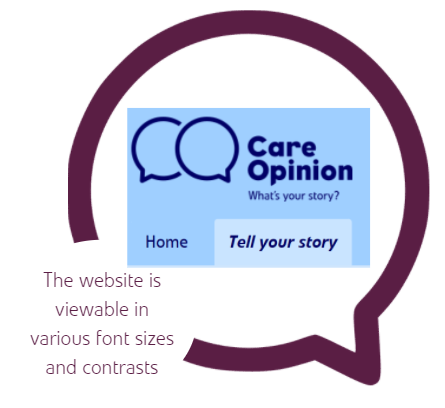 Care
Opinion
What's your story?
Home
Tell your story
The website is
viewable in
various font sizes
and contrasts